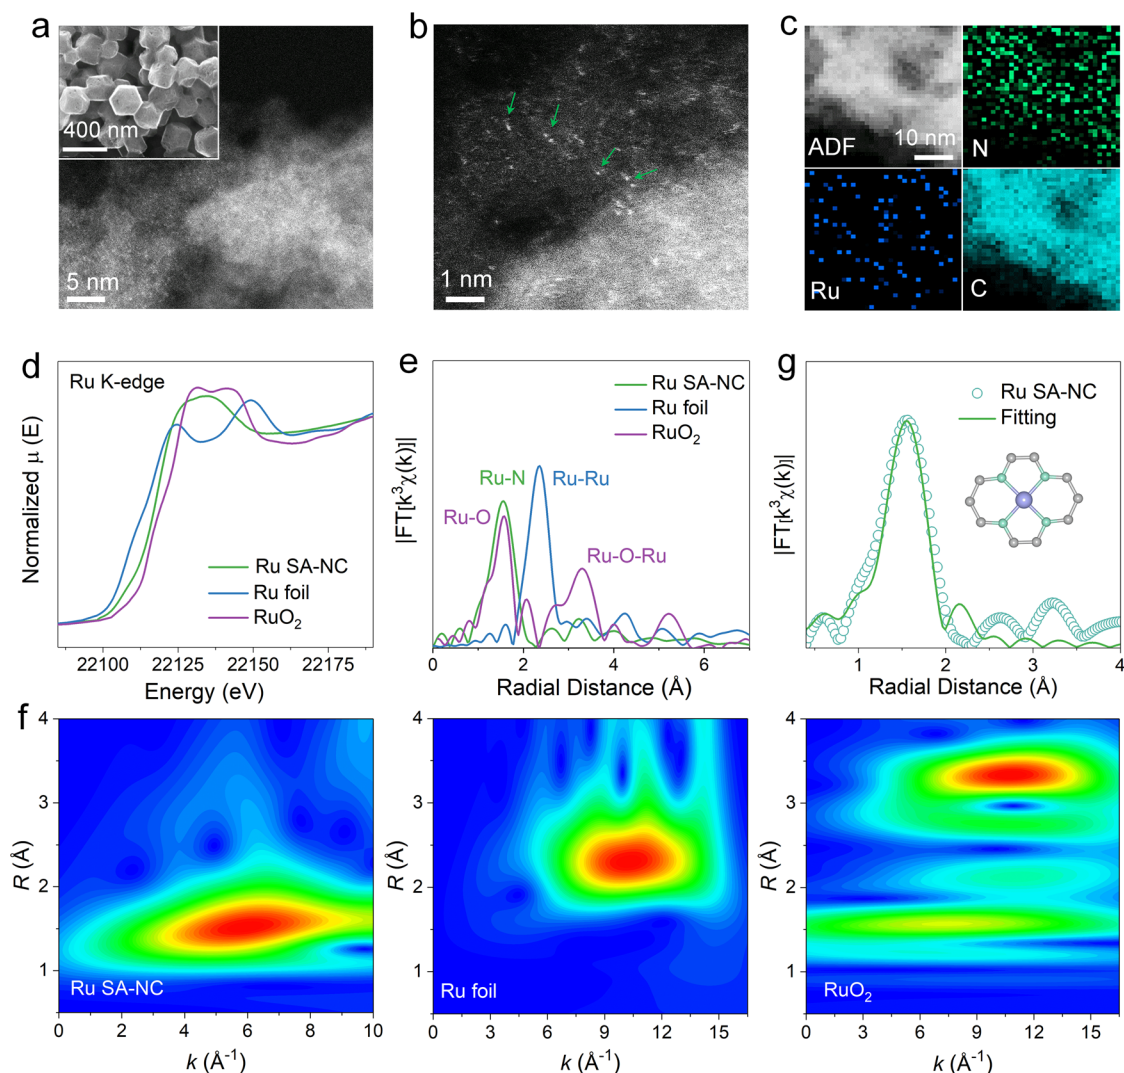 a
400 nm
5 nm
b
1 nm
c
ADF
10 nm
N
Ru
C
d
Ru K-edge
Normalized μ (E)
Ru SA-NC
Ru foil
RuO₂
22100 22125 22150 22175
Energy (eV)
e
|FT[k³χ(k)]|
Ru SA-NC
Ru foil
RuO₂
Ru-N
Ru-Ru
Ru-O
Ru-O-Ru
0 2 4 6
Radial Distance (Å)
g
|FT[k³χ(k)]|
Ru SA-NC
Fitting
1 2 3 4
Radial Distance (Å)
f
R (Å)
4
3
2
1
Ru SA-NC
0 2 4 6 8 10
k (Å⁻¹)
R (Å)
4
3
2
1
Ru foil
0 3 6 9 12 15
k (Å⁻¹)
R (Å)
4
3
2
1
RuO₂
0 3 6 9 12 15
k (Å⁻¹)